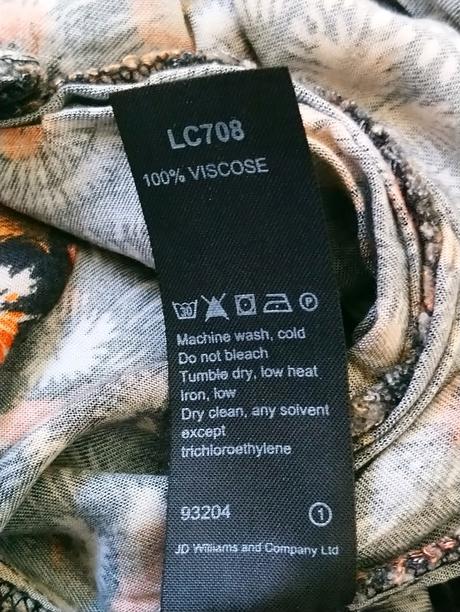 LC708
100% VISCOSE
30 P
Machine wash, cold
Do not bleach
Tumble dry, low heat
Iron, low
Dry clean, any solvent
except
trichloroethylene
93204 1
JD Williams and Company Ltd